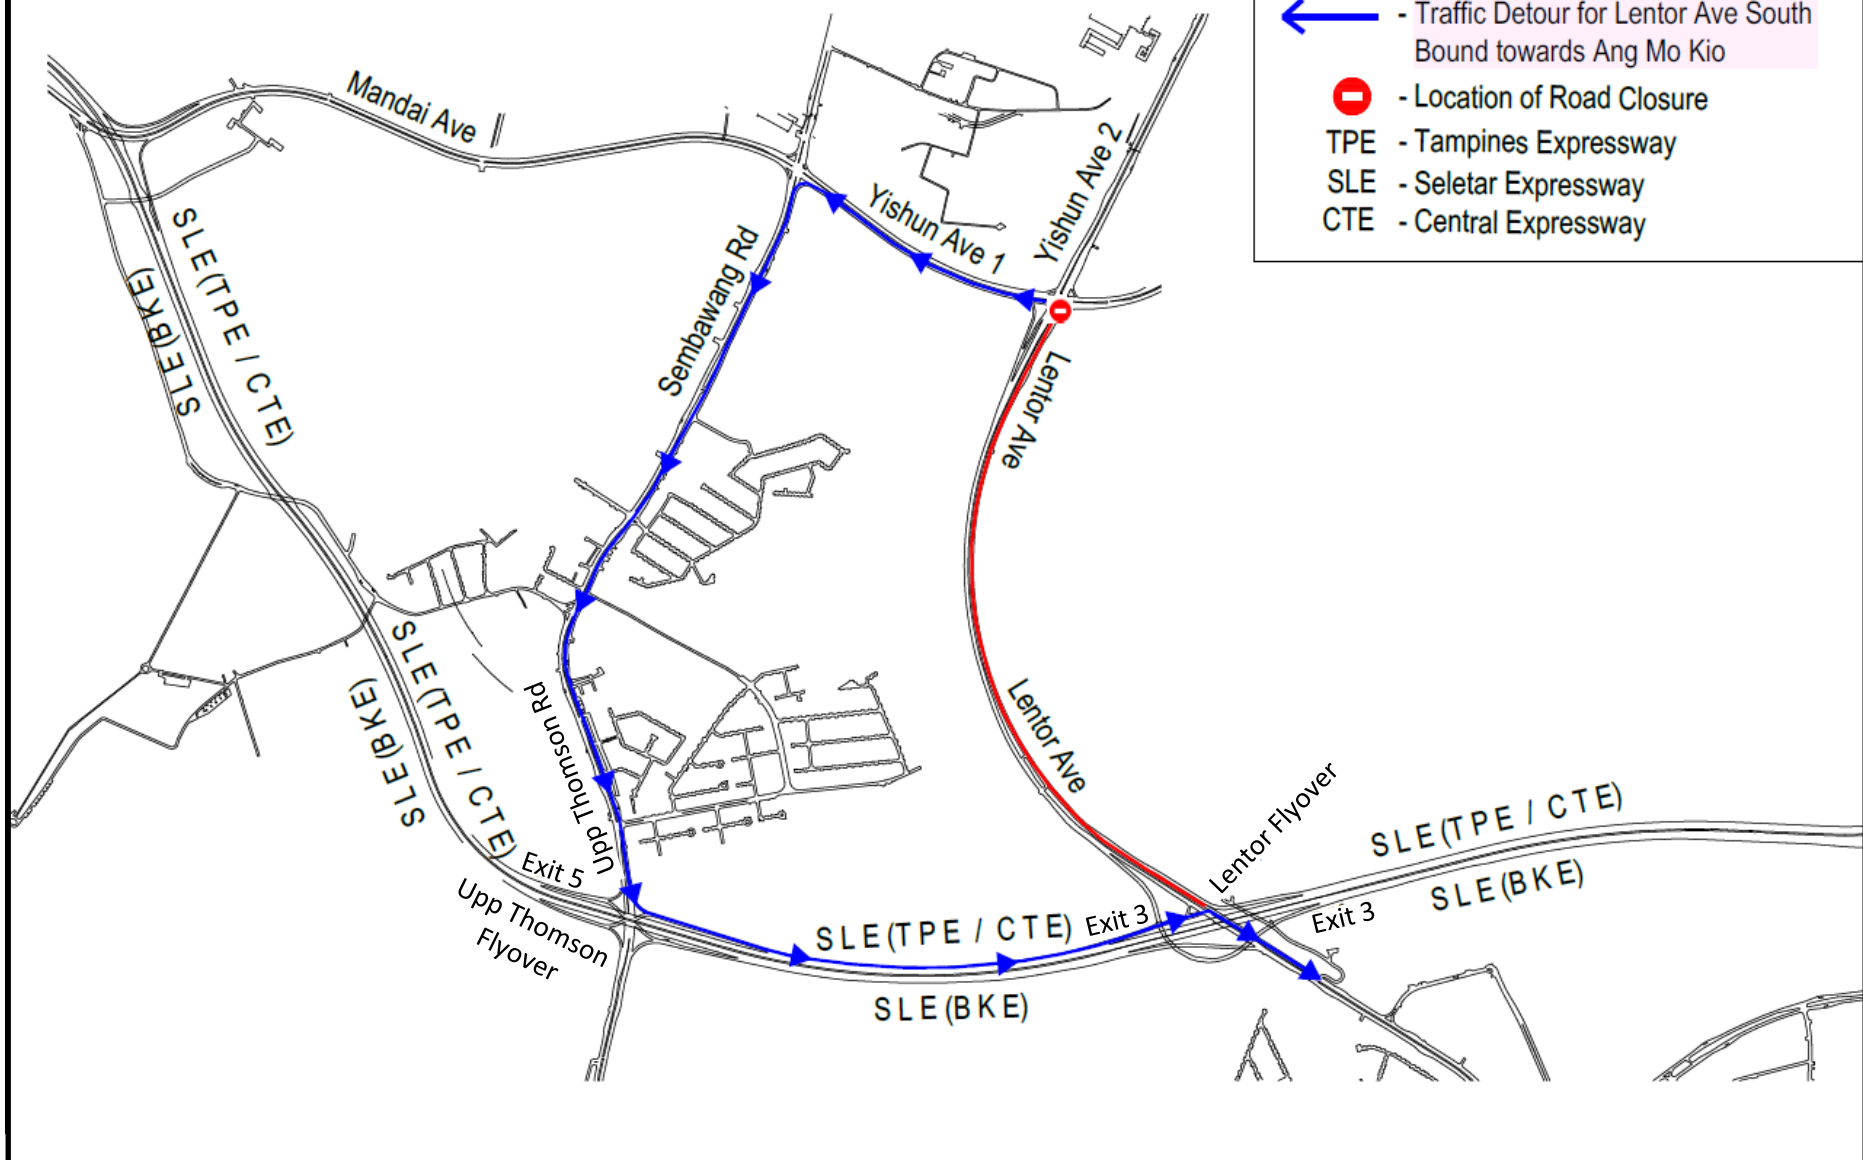 - Traffic Detour for Lentor Ave South
Bound towards Ang Mo Kio
- Location of Road Closure
TPE - Tampines Expressway
SLE - Seletar Expressway
CTE - Central Expressway
Mandai Ave
Yishun Ave 2
Yishun Ave 1
Sembawang Rd
SLE(TPE / CTE)
SLE(BKE)
Lentor Ave
SLE(TPE / CTE)
SLE(BKE)
Upp Thomson Rd
Lentor Ave
Lentor Flyover
SLE(TPE / CTE)
SLE(BKE)
Exit 5
Upp Thomson
Flyover
SLE(TPE / CTE)
Exit 3
Exit 3
SLE(BKE)